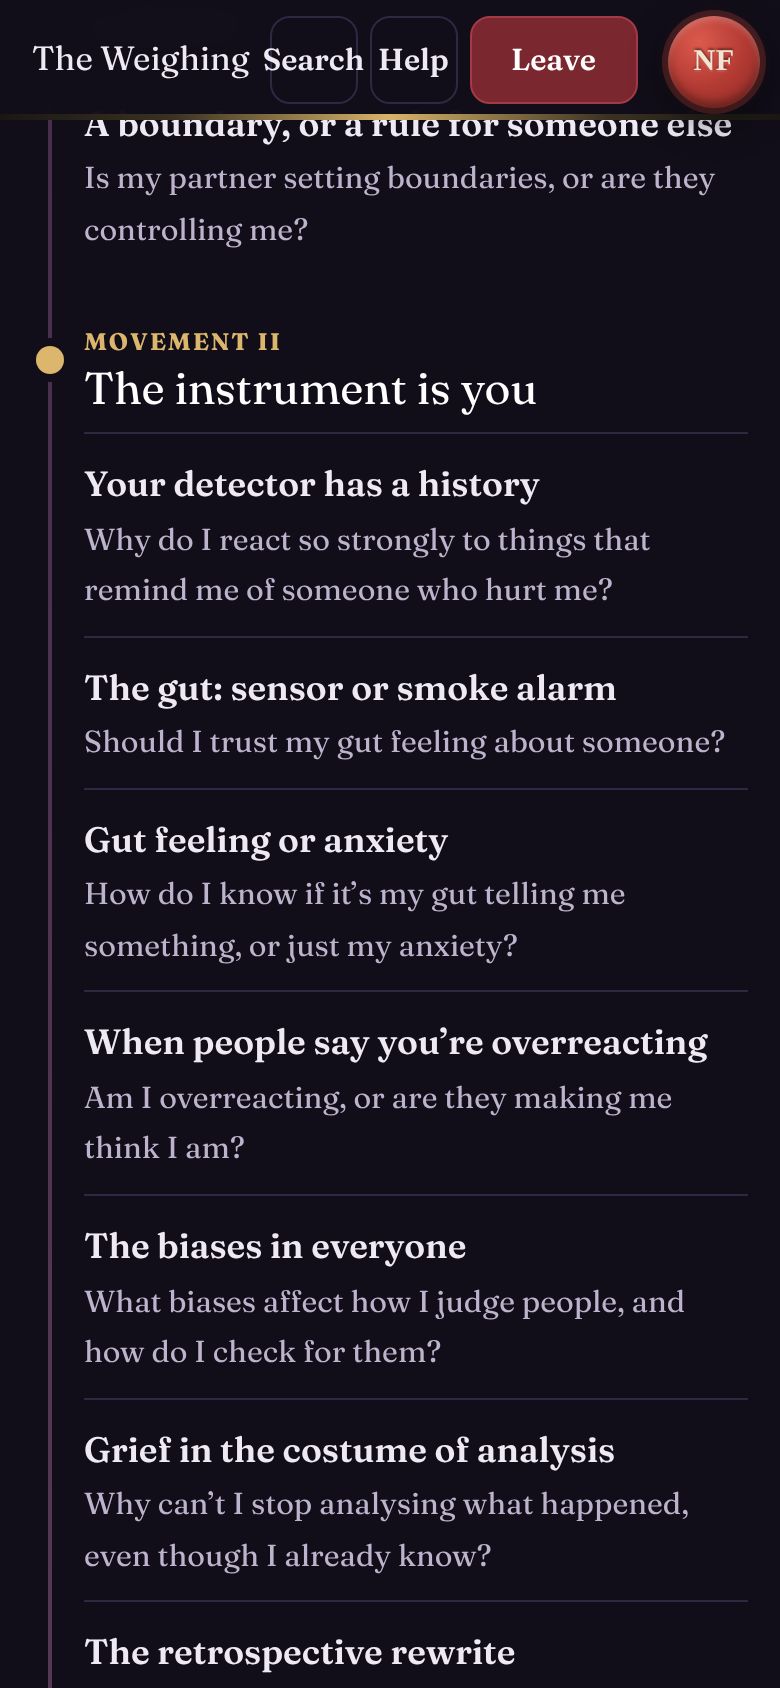 The Weighing Search Help Leave NF
A boundary, or a rule for someone else
Is my partner setting boundaries, or are they
controlling me?
MOVEMENT II
The instrument is you
Your detector has a history
Why do I react so strongly to things that
remind me of someone who hurt me?
The gut: sensor or smoke alarm
Should I trust my gut feeling about someone?
Gut feeling or anxiety
How do I know if it’s my gut telling me
something, or just my anxiety?
When people say you’re overreacting
Am I overreacting, or are they making me
think I am?
The biases in everyone
What biases affect how I judge people, and
how do I check for them?
Grief in the costume of analysis
Why can’t I stop analysing what happened,
even though I already know?
The retrospective rewrite